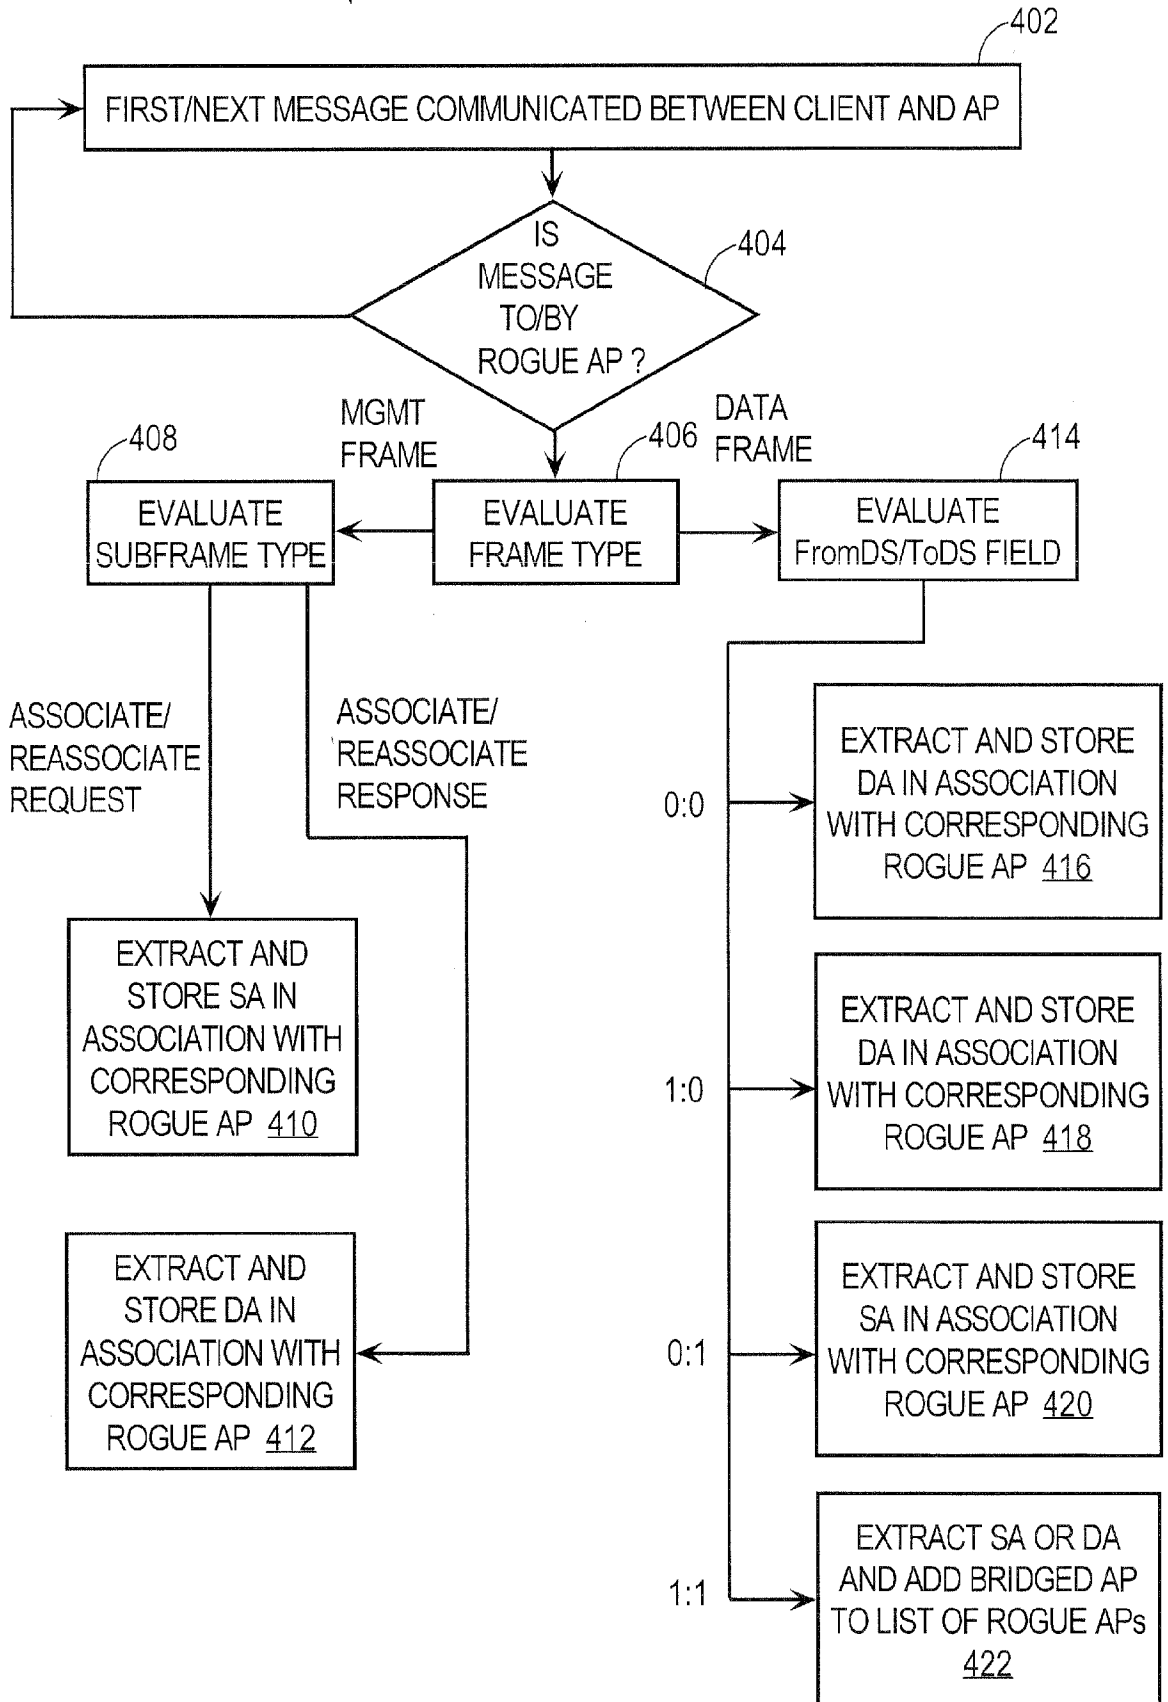 402
FIRST/NEXT MESSAGE COMMUNICATED BETWEEN CLIENT AND AP
IS
MESSAGE
TO/BY
ROGUE AP ?
404
MGMT
FRAME
DATA
FRAME
408
406
414
EVALUATE
SUBFRAME TYPE
EVALUATE
FRAME TYPE
EVALUATE
FromDS/ToDS FIELD
ASSOCIATE/
REASSOCIATE
REQUEST
ASSOCIATE/
REASSOCIATE
RESPONSE
0:0
EXTRACT AND STORE
DA IN ASSOCIATION
WITH CORRESPONDING
ROGUE AP 416
EXTRACT AND
STORE SA IN
ASSOCIATION WITH
CORRESPONDING
ROGUE AP 410
1:0
EXTRACT AND STORE
DA IN ASSOCIATION
WITH CORRESPONDING
ROGUE AP 418
EXTRACT AND
STORE DA IN
ASSOCIATION WITH
CORRESPONDING
ROGUE AP 412
0:1
EXTRACT AND STORE
SA IN ASSOCIATION
WITH CORRESPONDING
ROGUE AP 420
1:1
EXTRACT SA OR DA
AND ADD BRIDGED AP
TO LIST OF ROGUE APs
422